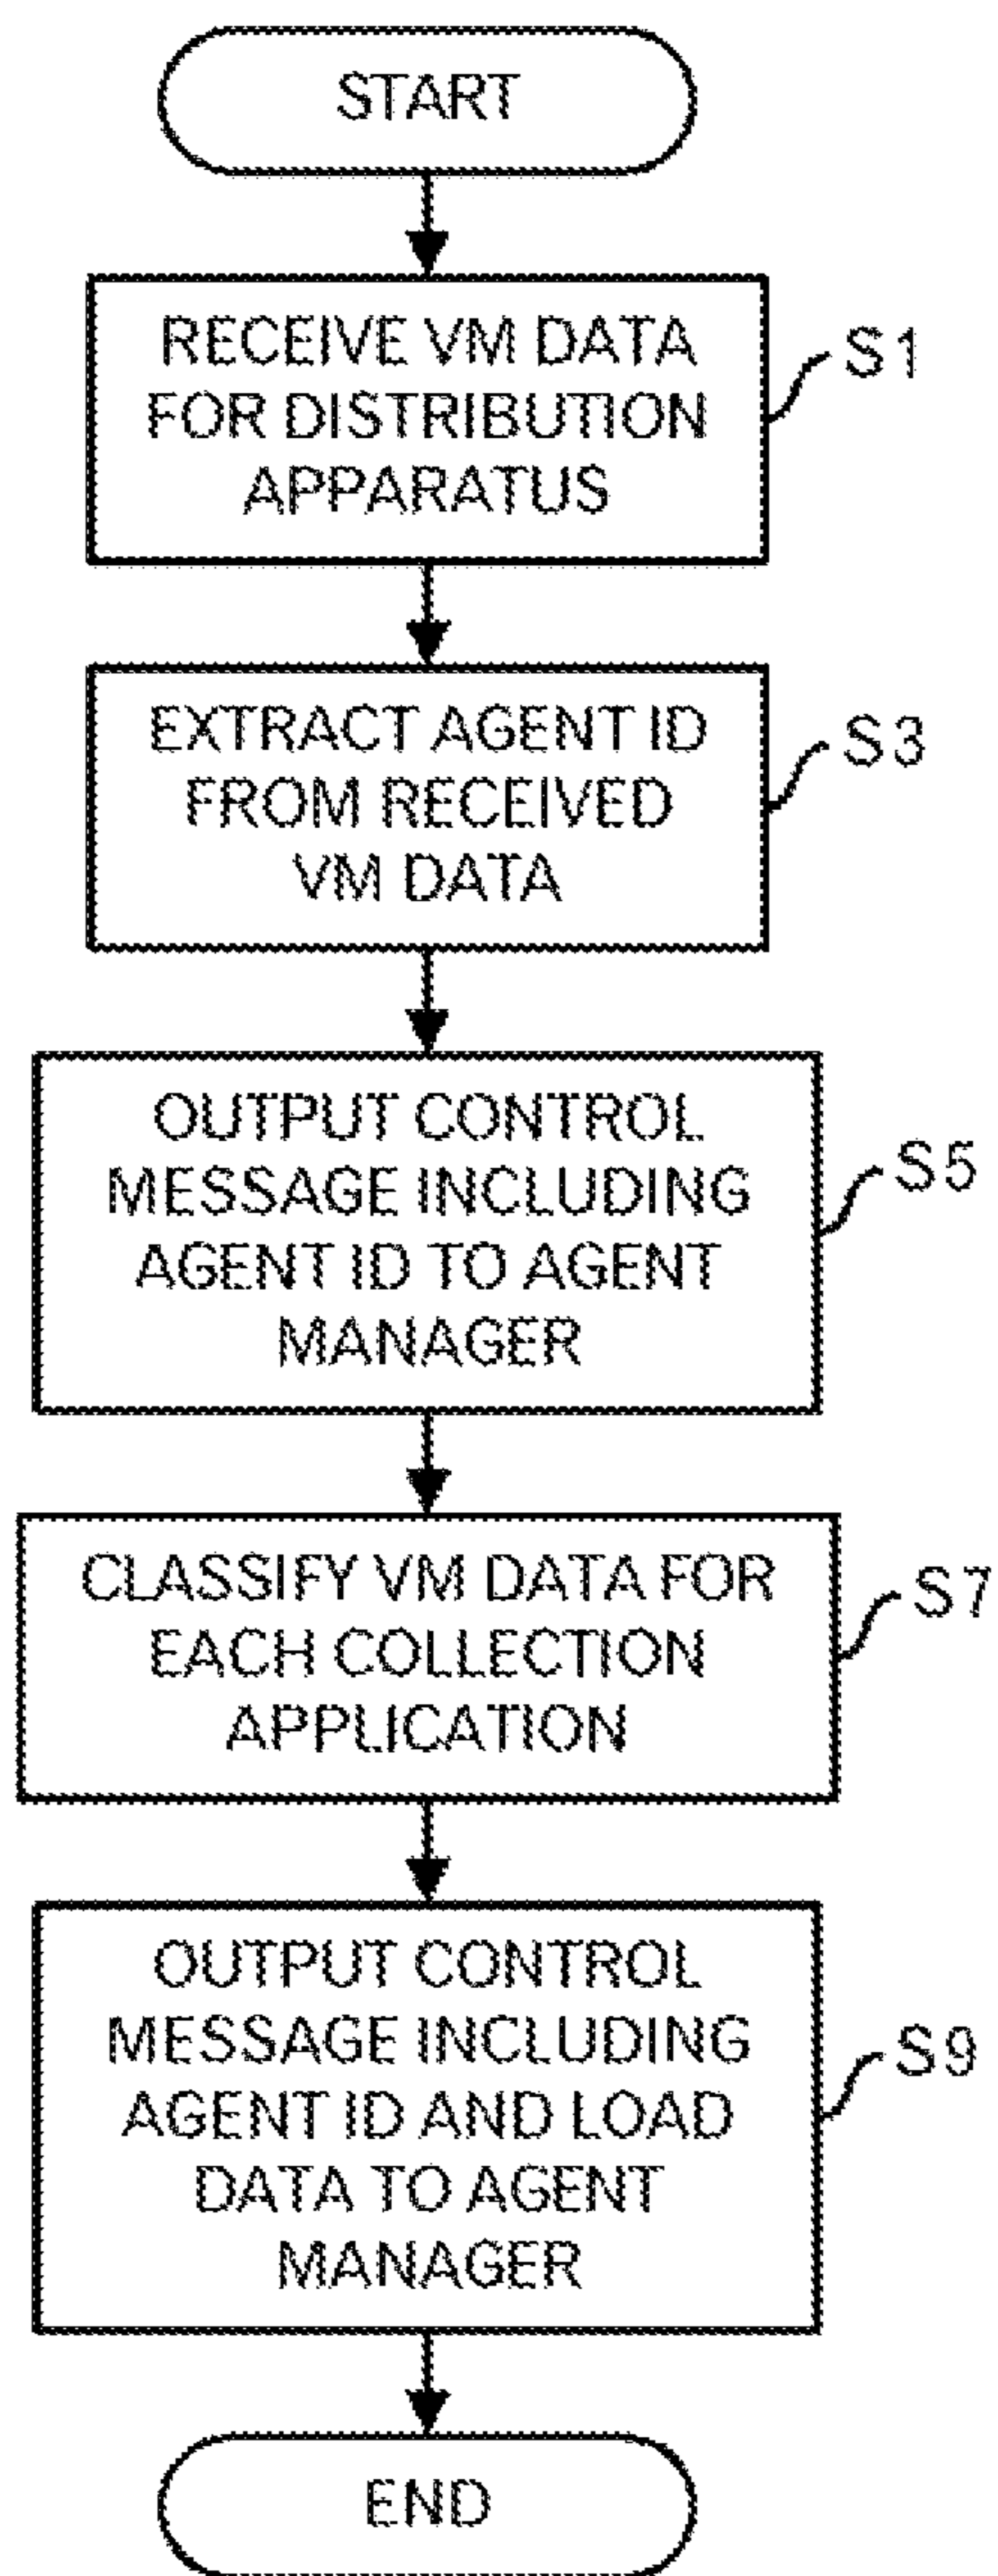 START
RECEIVE VM DATA
FOR DISTRIBUTION
APPARATUS
S1
EXTRACT AGENT ID
FROM RECEIVED
VM DATA
S3
OUTPUT CONTROL
MESSAGE INCLUDING
AGENT ID TO AGENT
MANAGER
S5
CLASSIFY VM DATA FOR
EACH COLLECTION
APPLICATION
S7
OUTPUT CONTROL
MESSAGE INCLUDING
AGENT ID AND LOAD
DATA TO AGENT
MANAGER
S9
END